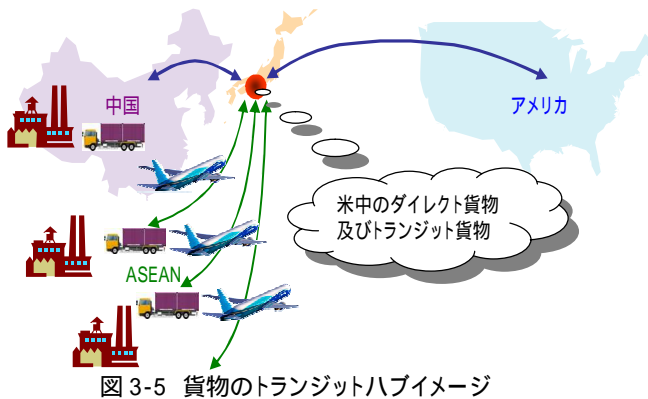 中国
アメリカ
米中のダイレクト貨物
及びトランジット貨物
ASEAN
図 3-5 貨物のトランジットハブイメージ